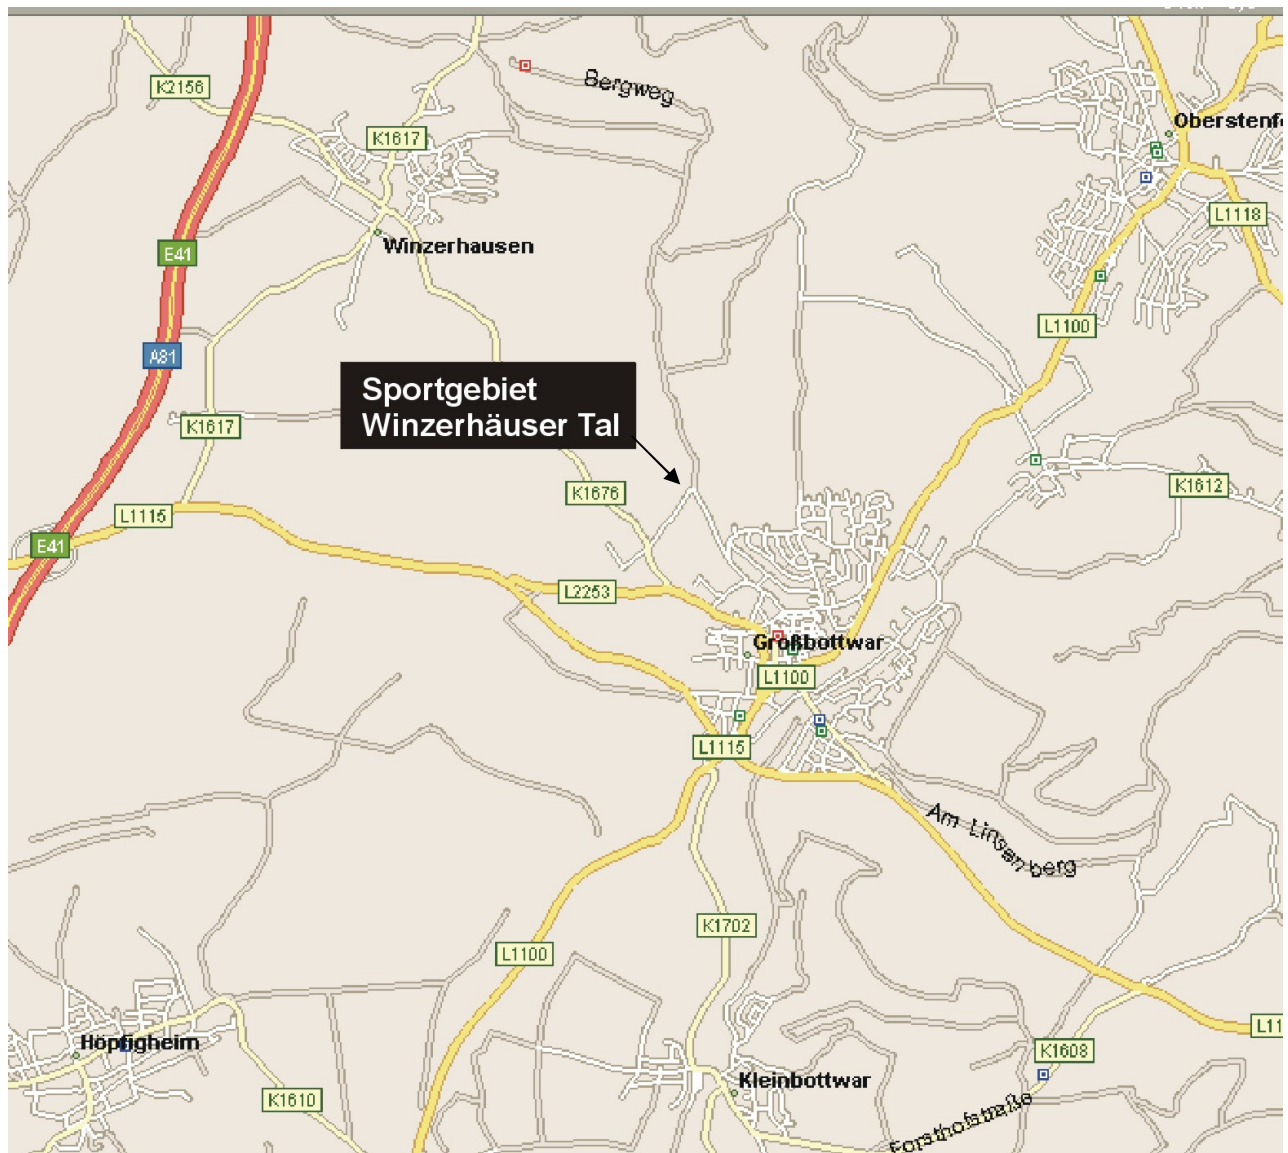 Bergweg
K2156
Oberstenf
K1617
L1118
Winzerhausen
E41
L1100
A81
Sportgebiet
Winzerhäuser Tal
K1617
K1676
K1612
L1115
E41
L2253
Großbottwar
L1100
L1115
Am Linsenberg
K1702
L1100
L11
Höpfigheim
K1608
Kleinbottwar
K1610
Forsthofstraße